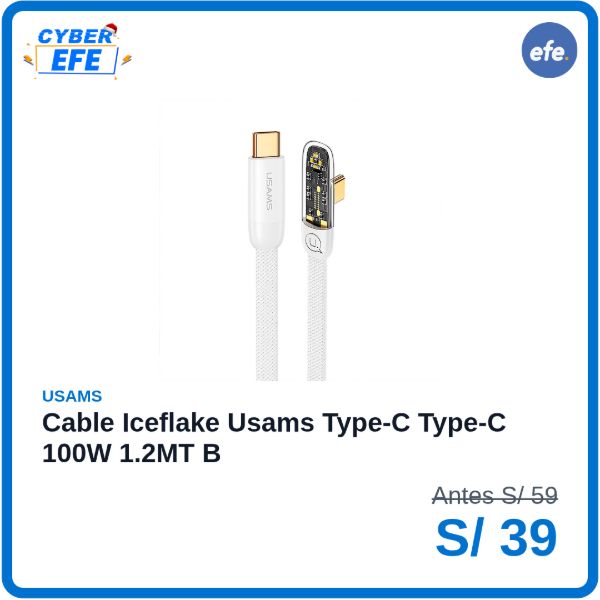 CYBER
EFE
efe.
USAMS
USAMS
Cable Iceflake Usams Type-C Type-C
100W 1.2MT B
Antes S/ 59
S/ 39